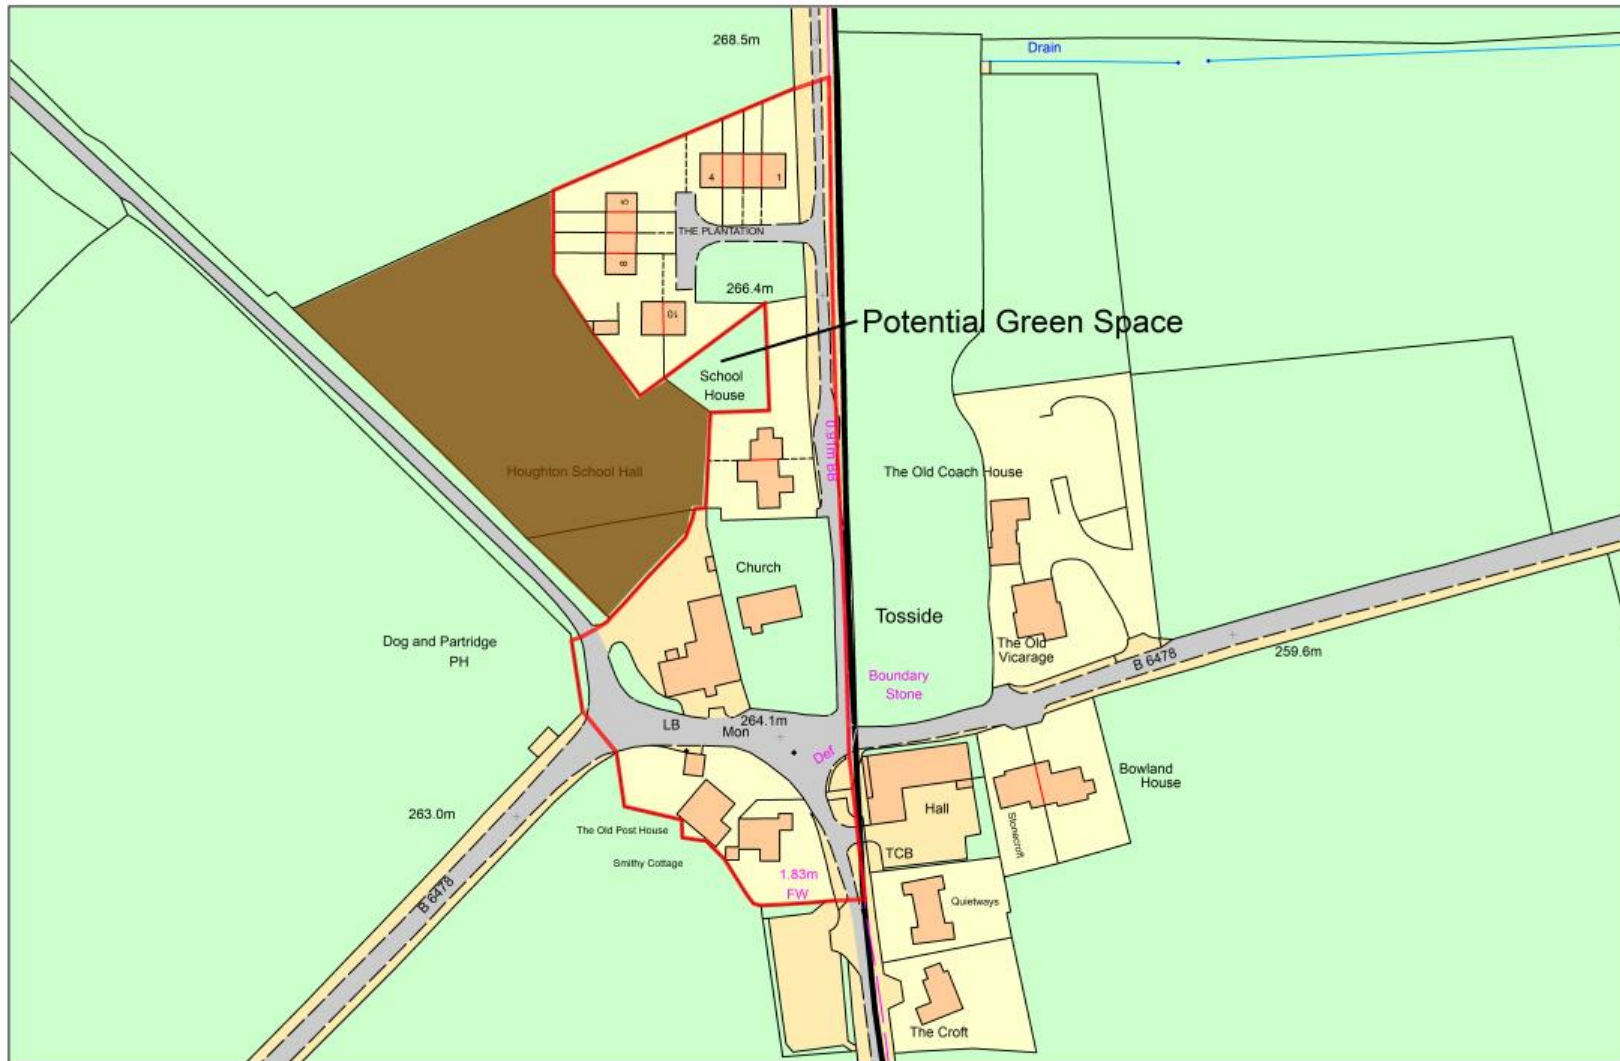 268.5m
Drain
4
1
5
8
THE PLANTATION
266.4m
Potential Green Space
10
School
House
0.91m BB
Houghton School Hall
The Old Coach House
Church
Tosside
Dog and Partridge
PH
The Old
Vicarage
B 6478
259.6m
Boundary
Stone
LB
Mon
264.1m
Def
Bowland
House
Hall
Stonecroft
263.0m
The Old Post House
Smithy Cottage
TCB
1.83m
FW
B 6478
Quietways
The Croft